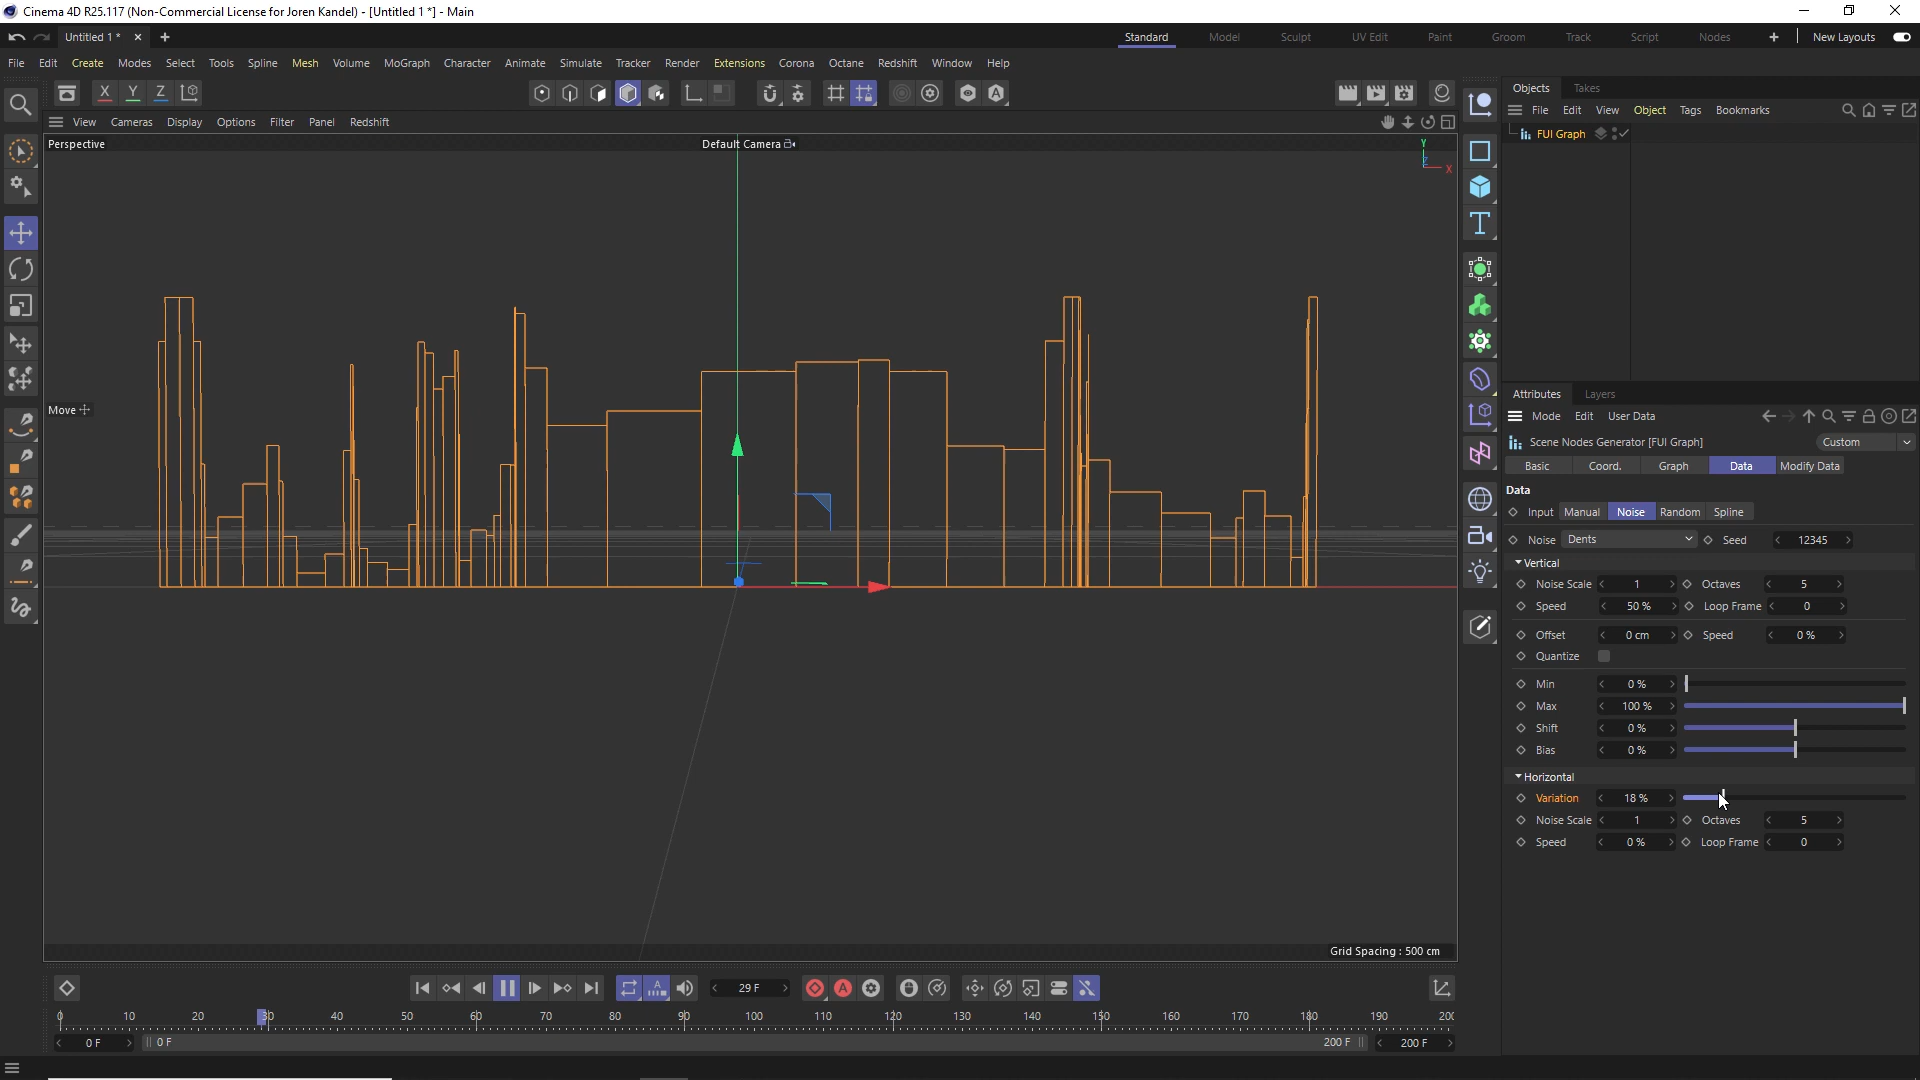 Cinema 4D R25.117 (Non-Commercial License for Joren Kandel) - [Untitled 1 *] - Main
Untitled 1 *
Standard Model Sculpt UV Edit Paint Groom Track Script Nodes New Layouts
File Edit Create Modes Select Tools Spline Mesh Volume MoGraph Character Animate Simulate Tracker Render Extensions Corona Octane Redshift Window Help
X Y Z
Objects Takes
File Edit View Object Tags Bookmarks
View Cameras Display Options Filter Panel Redshift
FUI Graph
Perspective
Default Camera
Y
Z
X
Move
Attributes Layers
Mode Edit User Data
Scene Nodes Generator [FUI Graph]
Custom
Basic Coord. Graph Data Modify Data
Data
Input Manual Noise Random Spline
Noise Dents Seed 12345
Vertical
Noise Scale 1 Octaves 5
Speed 50 % Loop Frame 0
Offset 0 cm Speed 0 %
Quantize
Min 0 %
Max 100 %
Shift 0 %
Bias 0 %
Horizontal
Variation 18 %
Noise Scale 1 Octaves 5
Speed 0 % Loop Frame 0
Grid Spacing : 500 cm
29 F
0 10 20 30 40 50 60 70 80 90 100 110 120 130 140 150 160 170 180 190 200
0 F 0 F 200 F 200 F